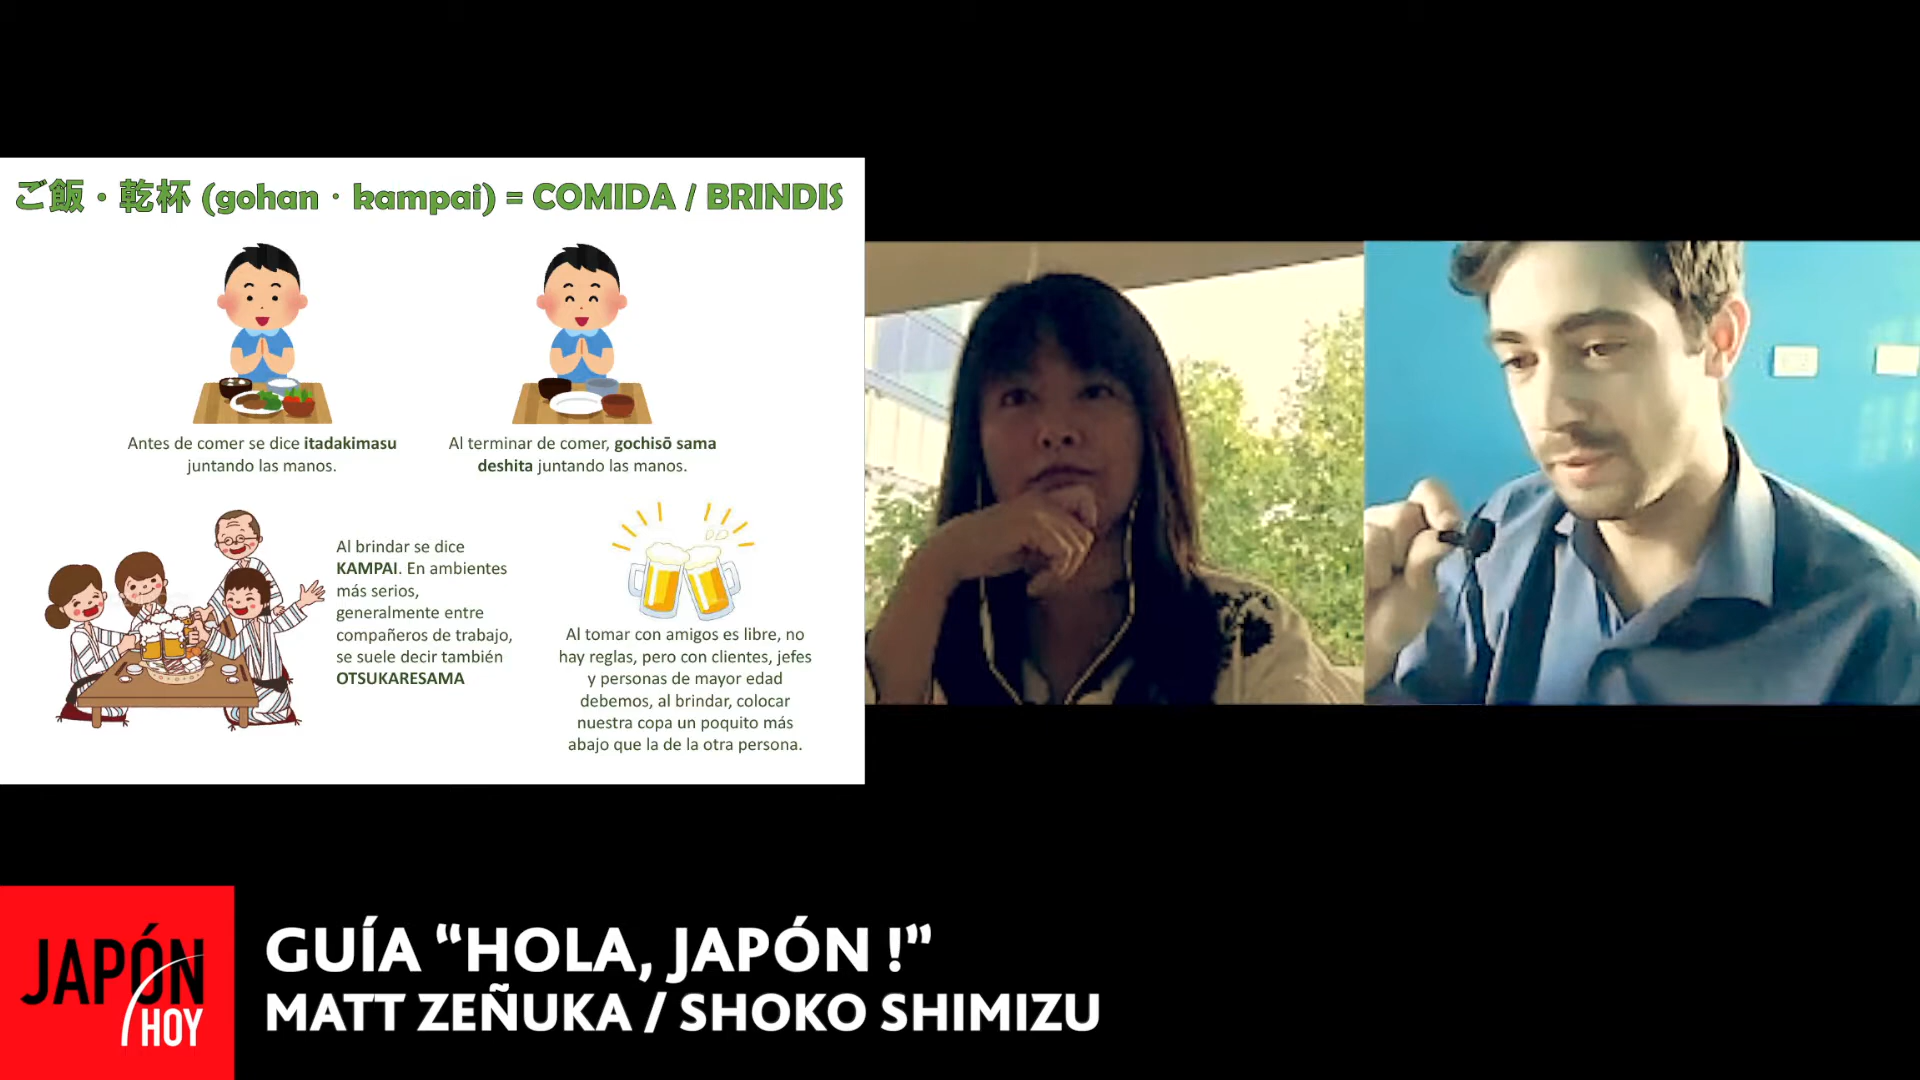 ご飯・乾杯 (gohan · kampai) = COMIDA / BRINDIS
Antes de comer se dice itadakimasu
juntando las manos.
Al terminar de comer, gochisō sama
deshita juntando las manos.
Al brindar se dice
KAMPAI. En ambientes
más serios,
generalmente entre
compañeros de trabajo,
se suele decir también
OTSUKARESAMA
Al tomar con amigos es libre, no
hay reglas, pero con clientes, jefes
y personas de mayor edad
debemos, al brindar, colocar
nuestra copa un poquito más
abajo que la de la otra persona.
JAPÓN
HOY
GUÍA “HOLA, JAPÓN !”
MATT ZEÑUKA / SHOKO SHIMIZU